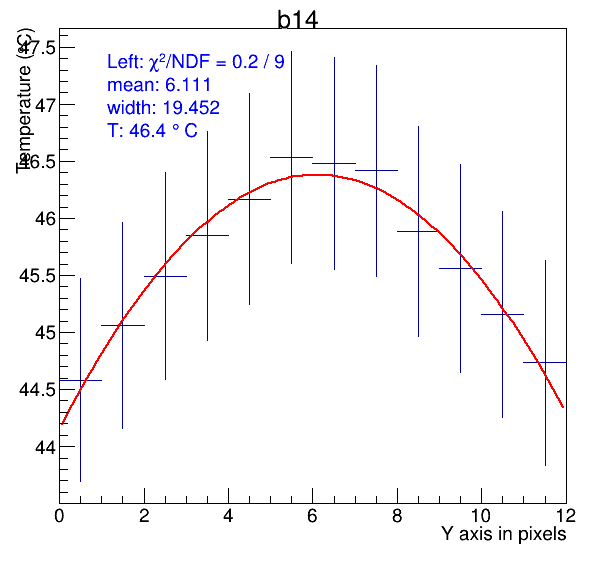 b14
Temperature (°C)
Left: χ²/NDF = 0.2 / 9
mean: 6.111
width: 19.452
T: 46.4 ° C
47.5
47
46.5
46
45.5
45
44.5
44
0 2 4 6 8 10 12
Y axis in pixels